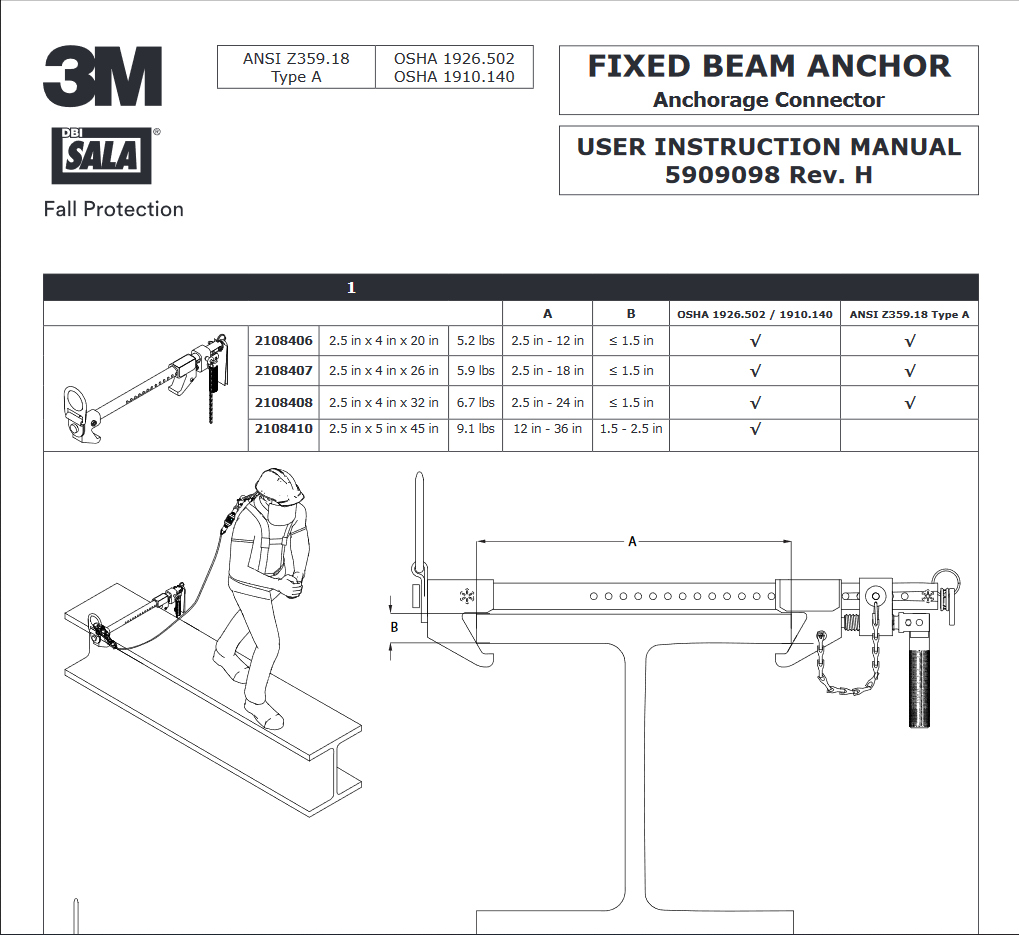 3M
DBI
SALA®
Fall Protection
ANSI Z359.18
Type A
OSHA 1926.502
OSHA 1910.140
FIXED BEAM ANCHOR
Anchorage Connector
USER INSTRUCTION MANUAL
5909098 Rev. H
1
A B OSHA 1926.502 / 1910.140 ANSI Z359.18 Type A
2108406 2.5 in x 4 in x 20 in 5.2 lbs 2.5 in - 12 in ≤ 1.5 in √ √
2108407 2.5 in x 4 in x 26 in 5.9 lbs 2.5 in - 18 in ≤ 1.5 in √ √
2108408 2.5 in x 4 in x 32 in 6.7 lbs 2.5 in - 24 in ≤ 1.5 in √ √
2108410 2.5 in x 5 in x 45 in 9.1 lbs 12 in - 36 in 1.5 - 2.5 in √
A
B